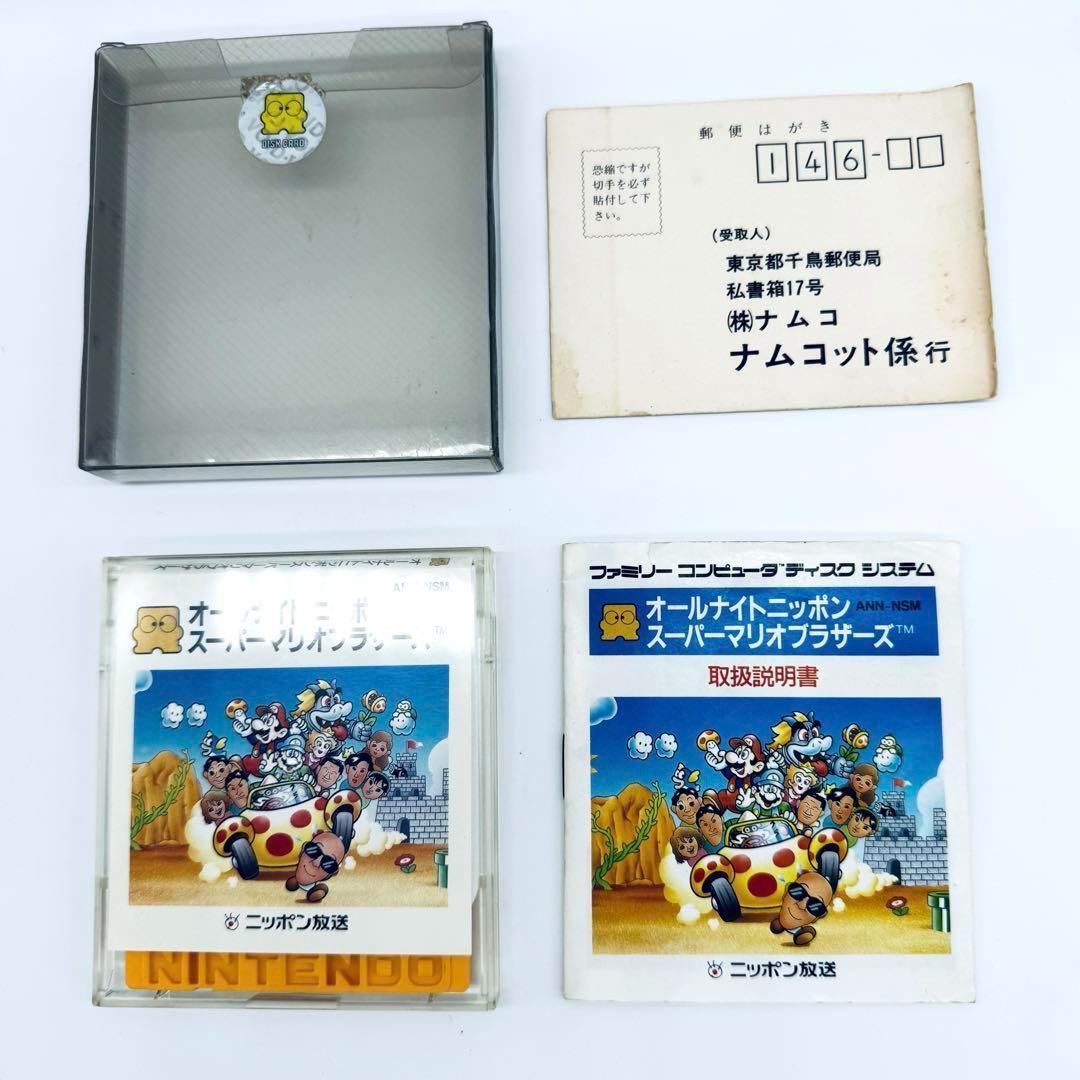 DISK CARD
郵便はがき
146-
恐縮ですが
切手を必ず
貼付して下
さい。
(受取人)
東京都千鳥郵便局
私書箱17号
(株)ナムコ
ナムコット係行
ANN-NSM
オールナイトニッポ
スーパーマリオブラザーズ™
ニッポン放送
NINTENDO
ファミリー コンピュータ™ ディスク システム
オールナイトニッポン ANN-NSM
スーパーマリオブラザーズ™
取扱説明書
ニッポン放送